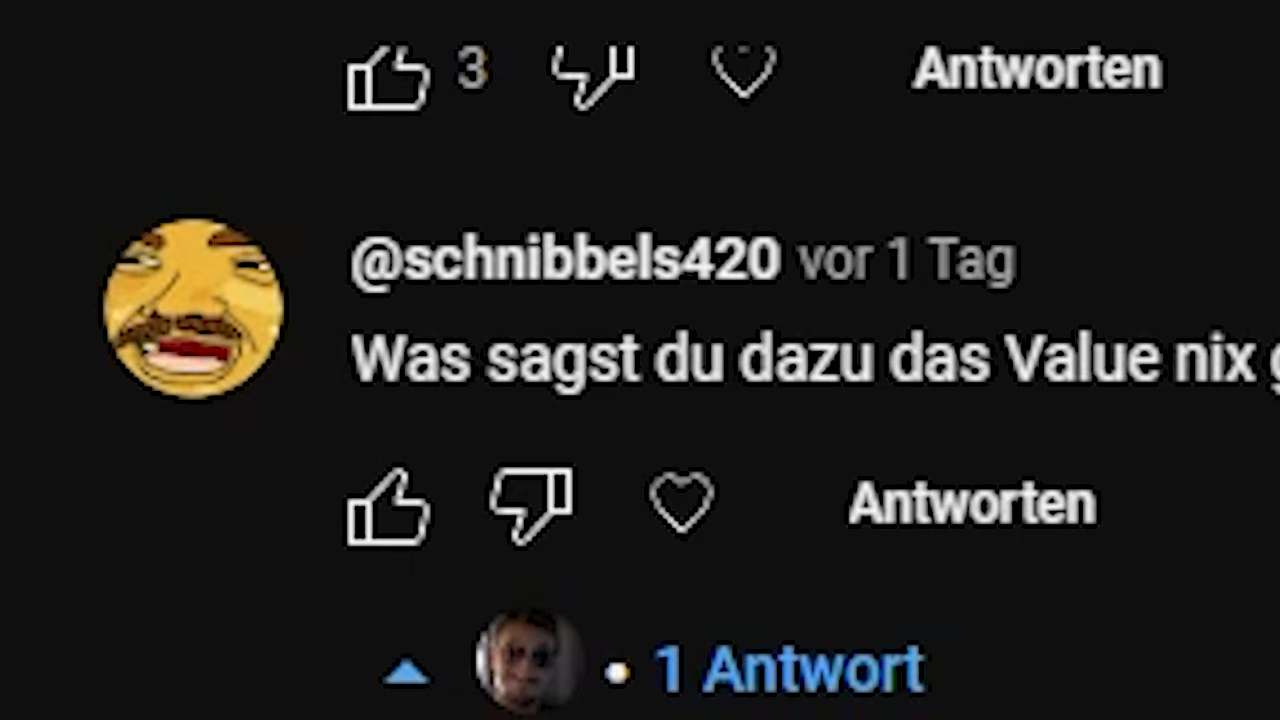 3 Antworten
@schnibbels420 vor 1 Tag
Was sagst du dazu das Value nix
Antworten
1 Antwort